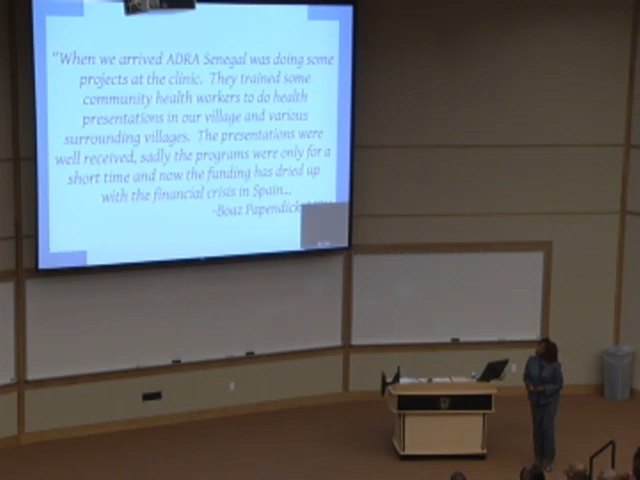 "When we arrived ADRA Senegal was doing some
projects at the clinic. They trained some
community health workers to do health
presentations in our village and various
surrounding villages. The presentations were
well received, sadly the programs were only for a
short time and now the funding has dried up
with the financial crisis in Spain...
-Boaz Papendick